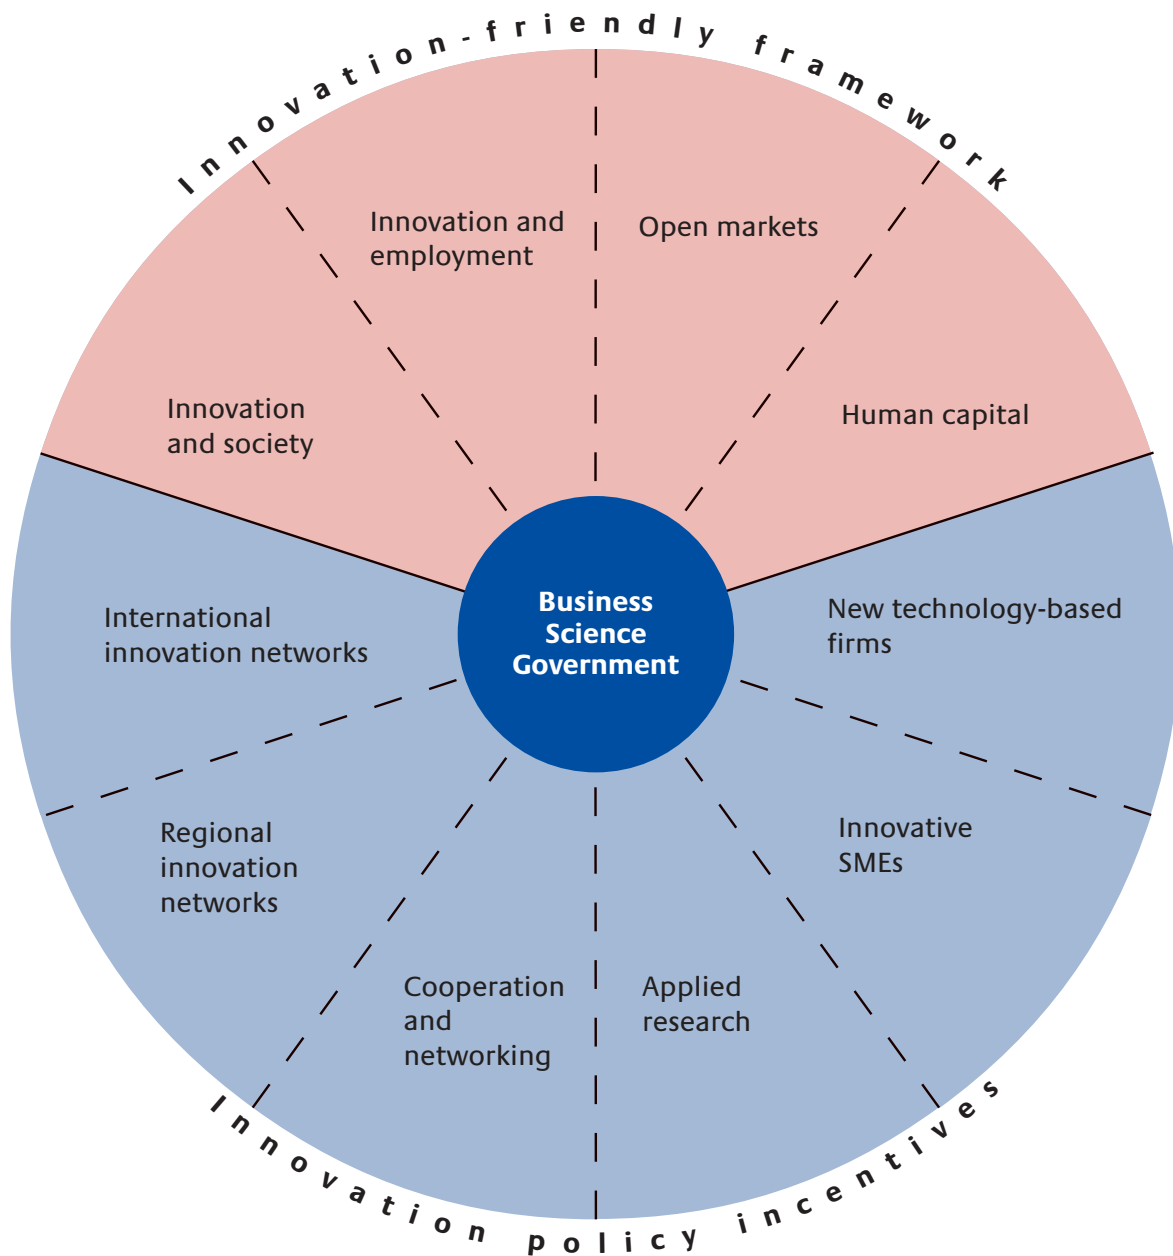 Innovation-friendly framework
Innovation and
employment
Open markets
Innovation
and society
Human capital
Business
Science
Government
International
innovation networks
New technology-based
firms
Regional
innovation
networks
Innovative
SMEs
Cooperation
and
networking
Applied
research
Innovation policy incentives